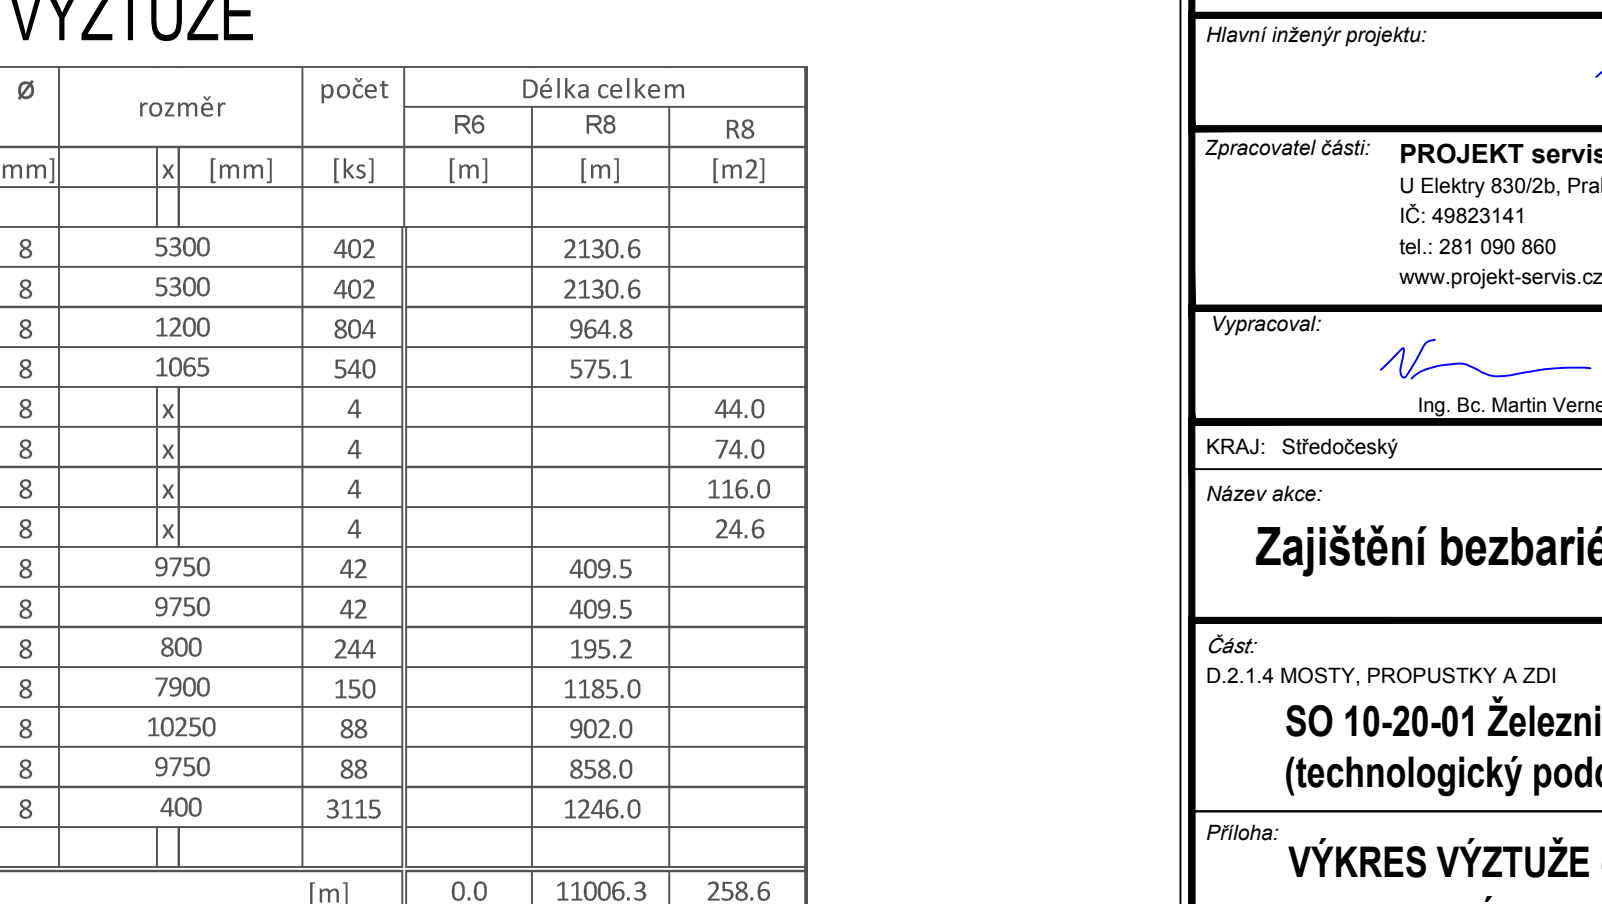 VÝZTUŽE
Ø rozměr počet Délka celkem
R6 R8 R8
mm] x [mm] [ks] [m] [m] [m2]
8 5300 402 2130.6
8 5300 402 2130.6
8 1200 804 964.8
8 1065 540 575.1
8 x 4 44.0
8 x 4 74.0
8 x 4 116.0
8 x 4 24.6
8 9750 42 409.5
8 9750 42 409.5
8 800 244 195.2
8 7900 150 1185.0
8 10250 88 902.0
8 9750 88 858.0
8 400 3115 1246.0
[m] 0.0 11006.3 258.6
Hlavní inženýr projektu:
Zpracovatel části: PROJEKT servis
U Elektry 830/2b, Pra
IČ: 49823141
tel.: 281 090 860
www.projekt-servis.cz
Vypracoval:
Ing. Bc. Martin Verne
KRAJ: Středočeský
Název akce:
Zajištění bezbarié
Část:
D.2.1.4 MOSTY, PROPUSTKY A ZDI
SO 10-20-01 Železni
(technologický podc
Příloha:
VÝKRES VÝZTUŽE -